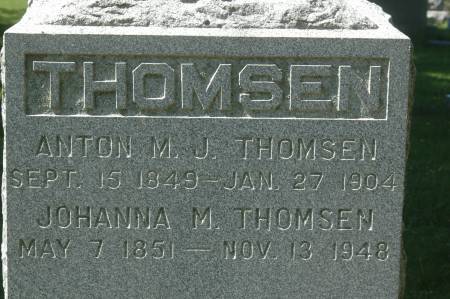 THOMSEN
ANTON M. J. THOMSEN
SEPT. 15 1849 — JAN. 27 1904
JOHANNA M. THOMSEN
MAY 7 1851 — NOV. 13 1948